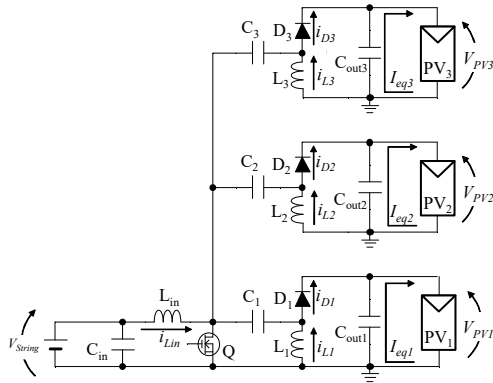 C3 D3 iD3
Cout3 PV3 VPV3
L3 iL3 Ieq3
C2 D2 iD2
Cout2 PV2 VPV2
L2 iL2 Ieq2
Lin C1 D1 iD1
VString Cin iLin Q
Cout1 PV1 VPV1
L1 iL1 Ieq1